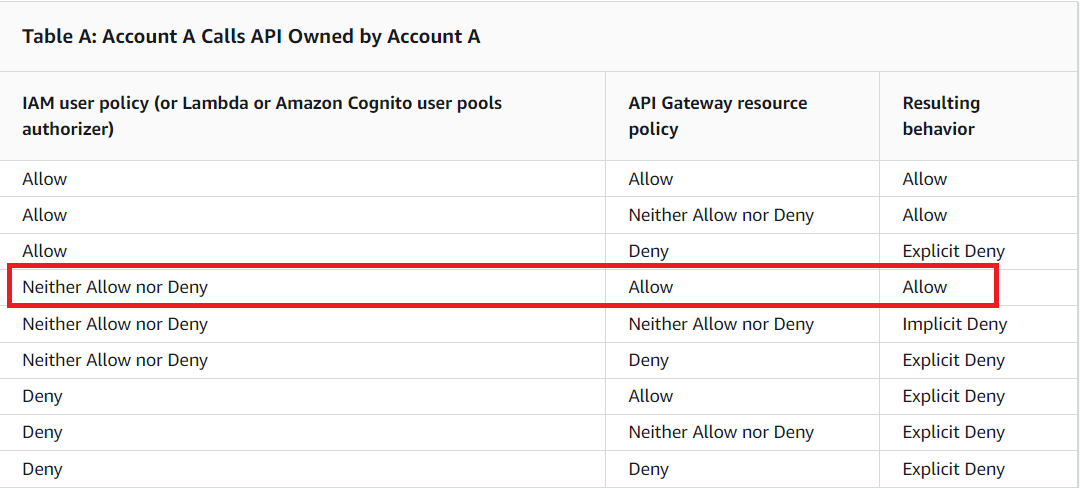 Table A: Account A Calls API Owned by Account A
IAM user policy (or Lambda or Amazon Cognito user pools
authorizer)
API Gateway resource
policy
Resulting
behavior
Allow Allow Allow
Allow Neither Allow nor Deny Allow
Allow Deny Explicit Deny
Neither Allow nor Deny Allow Allow
Neither Allow nor Deny Neither Allow nor Deny Implicit Deny
Neither Allow nor Deny Deny Explicit Deny
Deny Allow Explicit Deny
Deny Neither Allow nor Deny Explicit Deny
Deny Deny Explicit Deny